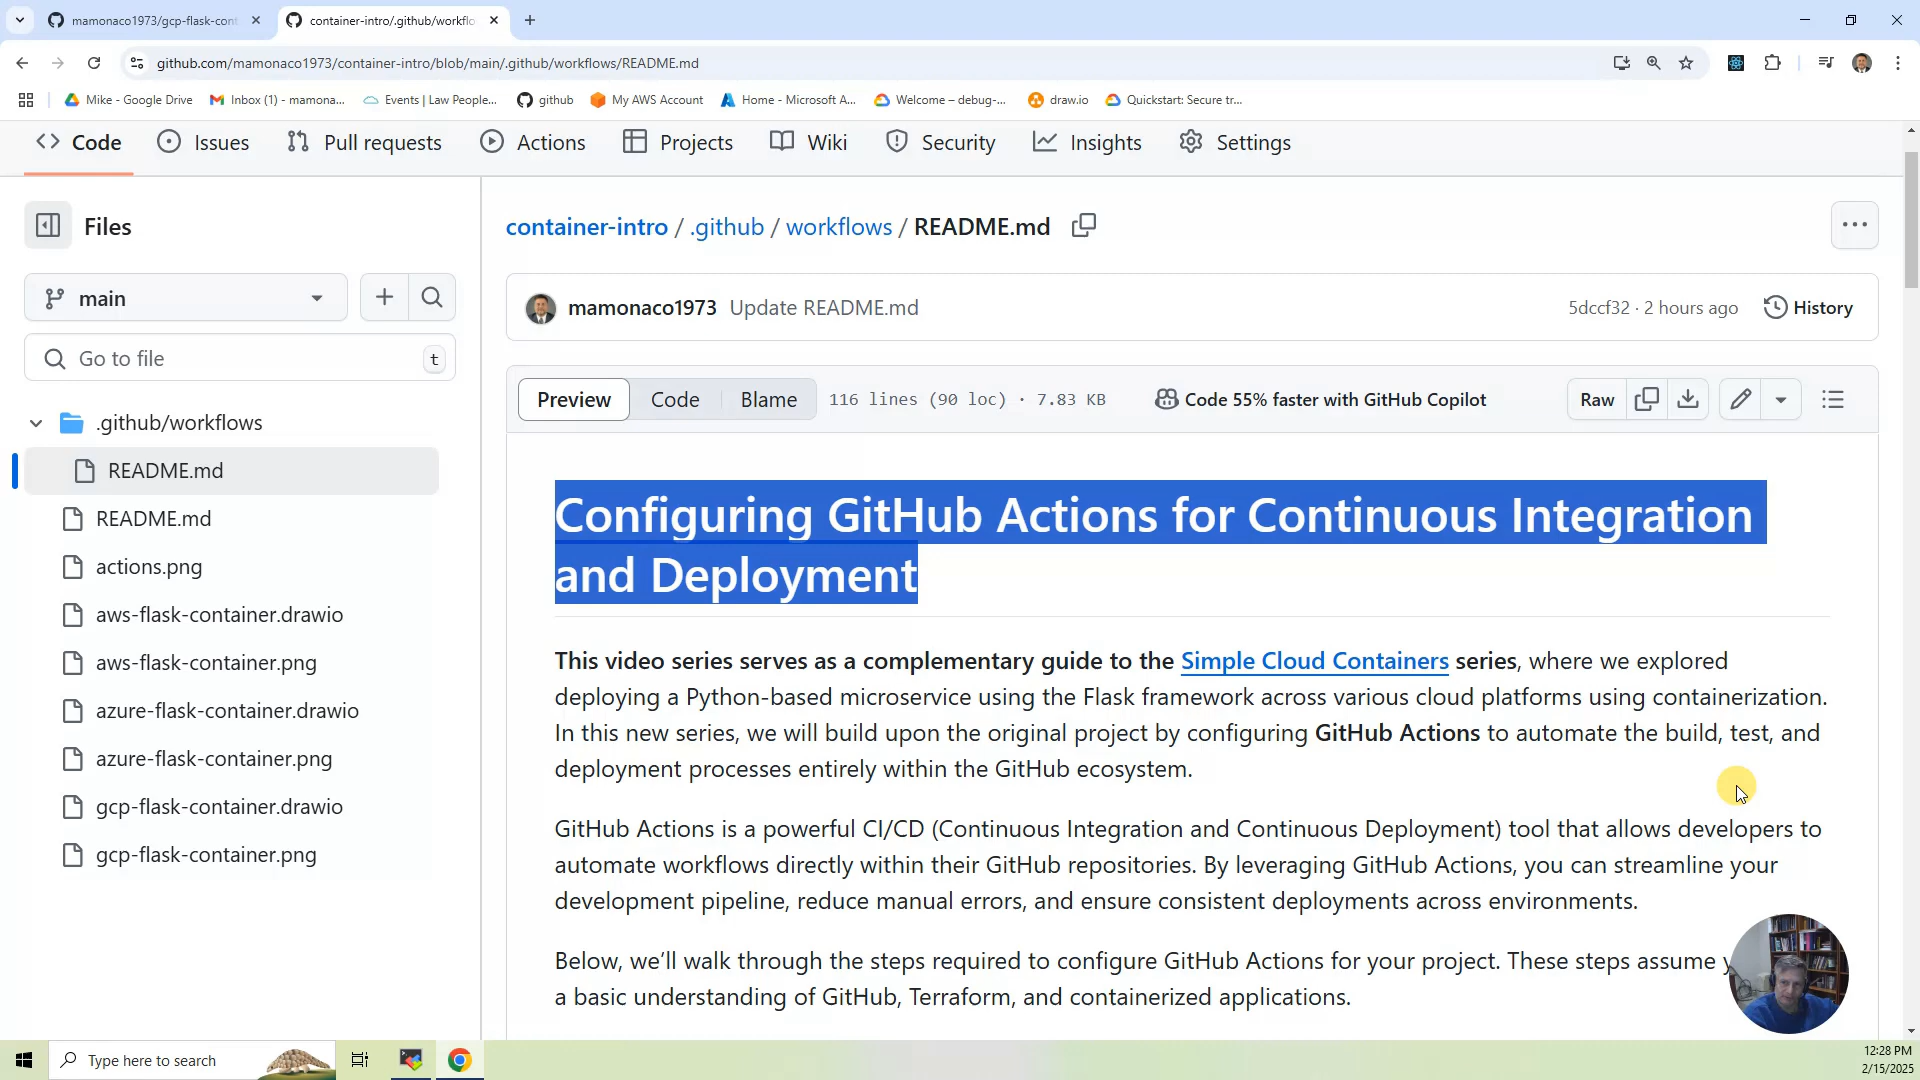 mamonaco1973/gcp-flask-cont
container-intro/.github/workflo
github.com/mamonaco1973/container-intro/blob/main/.github/workflows/README.md
Mike - Google Drive
Inbox (1) - mamona...
Events | Law People...
github
My AWS Account
Home - Microsoft A...
Welcome – debug-...
draw.io
Quickstart: Secure tr...
Code
Issues
Pull requests
Actions
Projects
Wiki
Security
Insights
Settings
Files
main
Go to file
t
.github/workflows
README.md
README.md
actions.png
aws-flask-container.drawio
aws-flask-container.png
azure-flask-container.drawio
azure-flask-container.png
gcp-flask-container.drawio
gcp-flask-container.png
container-intro / .github / workflows / README.md
mamonaco1973 Update README.md
5dccf32 · 2 hours ago
History
Preview
Code
Blame
116 lines (90 loc) · 7.83 KB
Code 55% faster with GitHub Copilot
Raw
Configuring GitHub Actions for Continuous Integration
and Deployment
This video series serves as a complementary guide to the Simple Cloud Containers series, where we explored
deploying a Python-based microservice using the Flask framework across various cloud platforms using containerization.
In this new series, we will build upon the original project by configuring GitHub Actions to automate the build, test, and
deployment processes entirely within the GitHub ecosystem.
GitHub Actions is a powerful CI/CD (Continuous Integration and Continuous Deployment) tool that allows developers to
automate workflows directly within their GitHub repositories. By leveraging GitHub Actions, you can streamline your
development pipeline, reduce manual errors, and ensure consistent deployments across environments.
Below, we’ll walk through the steps required to configure GitHub Actions for your project. These steps assume
a basic understanding of GitHub, Terraform, and containerized applications.
Type here to search
12:28 PM
2/15/2025